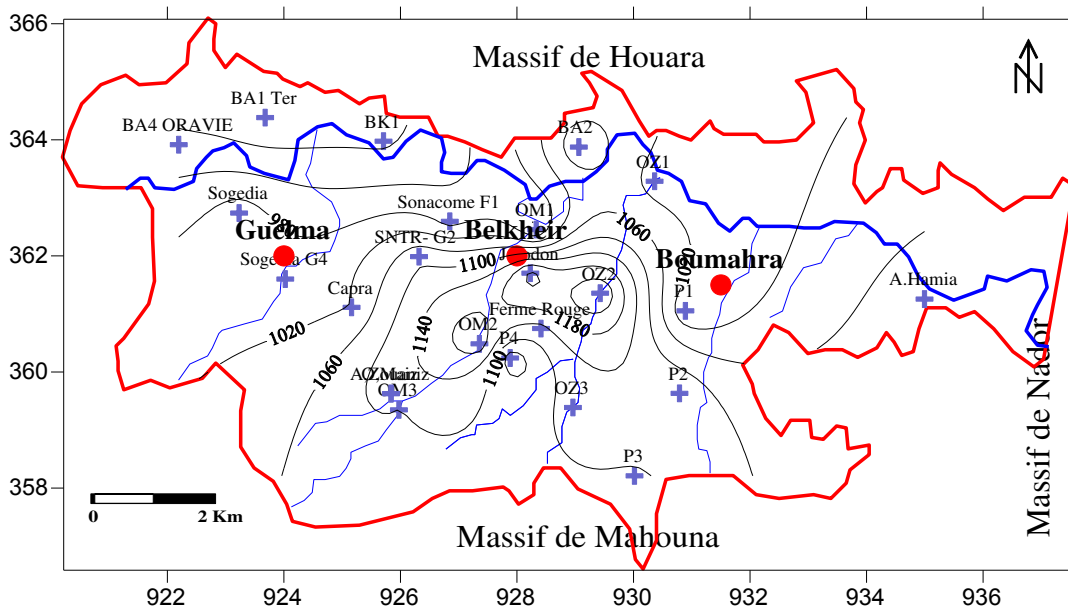 366
364
362
360
358
Massif de Houara
N
BA1 Ter
BA4 ORAVIE
BK1
BA2
OZ1
Sogedia
Sonacome F1
OM1
980
Guelma
Belkheir
1060
SNTR- G2
1100
Boumahra
Sogedia G4
OZ2
A.Hamia
Capra
P1
Ferme Rouge
1020
1140
OM2
1180
P4
1060
1100
OM3
OZ3
P2
P3
0
2 Km
Massif de Mahouna
Massif de Nador
922
924
926
928
930
932
934
936